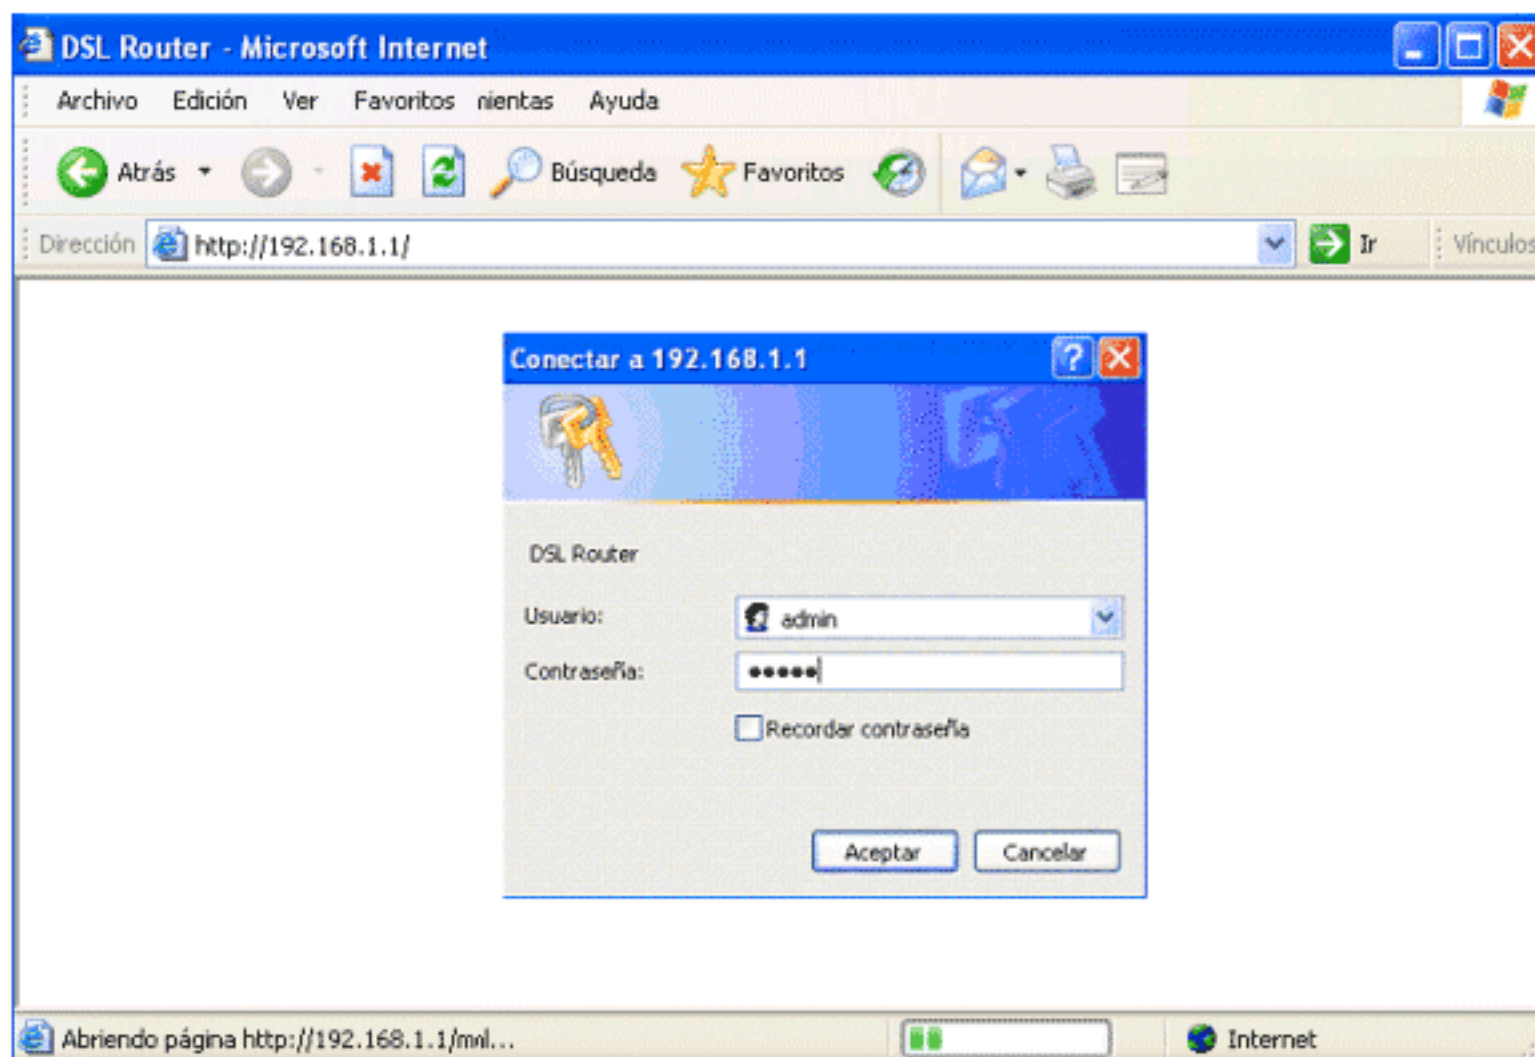 DSL Router - Microsoft Internet
Archivo Edición Ver Favoritos nientas Ayuda
Atrás Búsqueda Favoritos
Dirección http://192.168.1.1/ Ir Vínculos
Conectar a 192.168.1.1
DSL Router
Usuario: admin
Contraseña: •••••
Recordar contraseña
Aceptar Cancelar
Abriendo página http://192.168.1.1/mxl... Internet